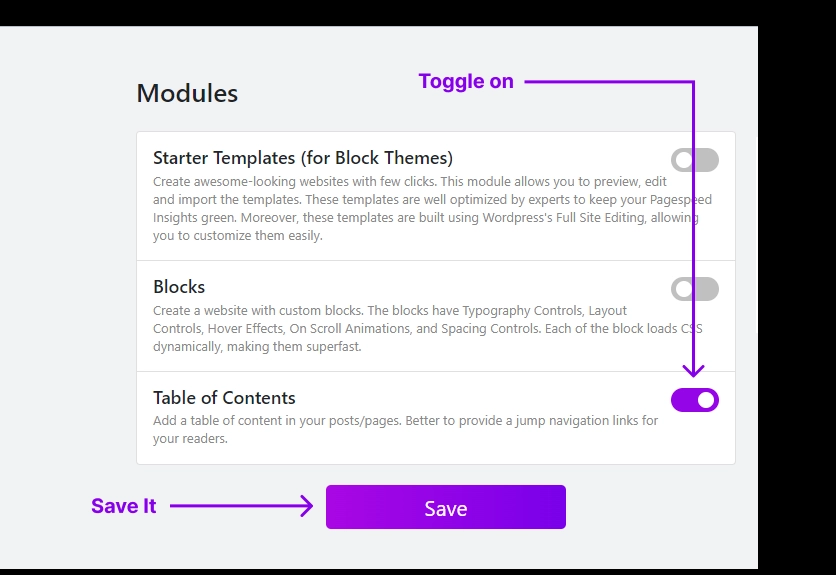 Toggle on
Modules
Starter Templates (for Block Themes)
Create awesome-looking websites with few clicks. This module allows you to preview, edit
and import the templates. These templates are well optimized by experts to keep your Pagespeed
Insights green. Moreover, these templates are built using Wordpress's Full Site Editing, allowing
you to customize them easily.
Blocks
Create a website with custom blocks. The blocks have Typography Controls, Layout
Controls, Hover Effects, On Scroll Animations, and Spacing Controls. Each of the block loads CSS
dynamically, making them superfast.
Table of Contents
Add a table of content in your posts/pages. Better to provide a jump navigation links for
your readers.
Save It
Save